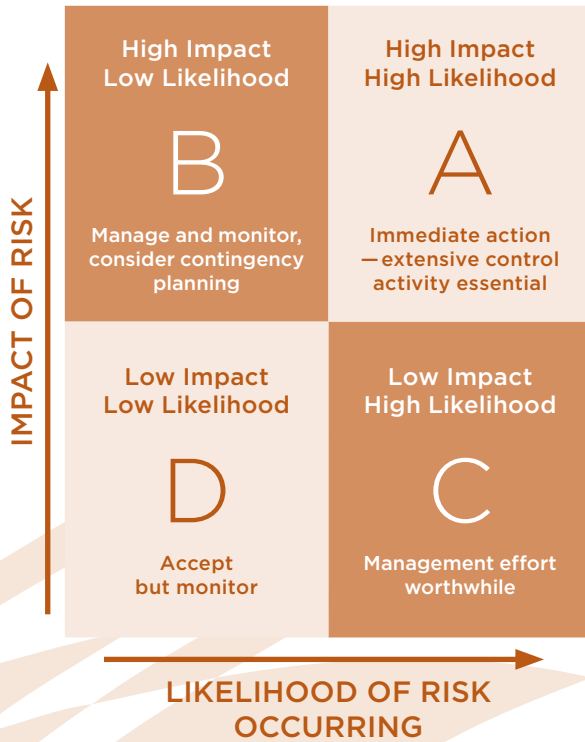 IMPACT OF RISK
High Impact
Low Likelihood
B
Manage and monitor,
consider contingency
planning
High Impact
High Likelihood
A
Immediate action
—extensive control
activity essential
Low Impact
Low Likelihood
D
Accept
but monitor
Low Impact
High Likelihood
C
Management effort
worthwhile
LIKELIHOOD OF RISK
OCCURRING